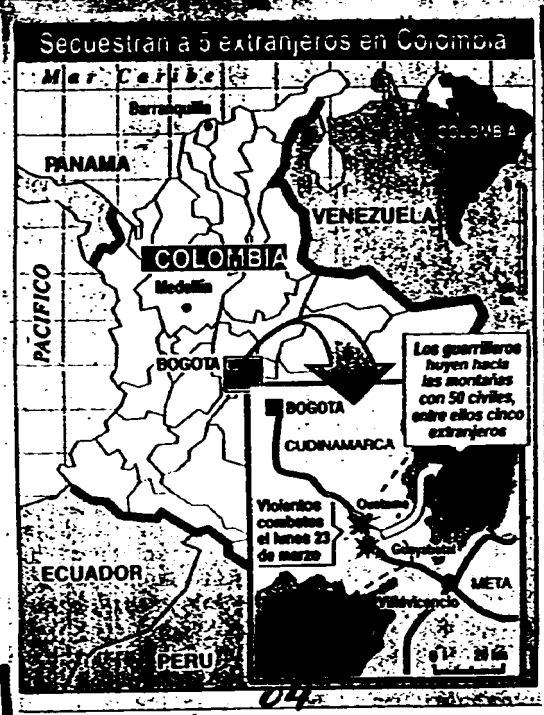 Secuestran a 5 extranjeros en Colombia
Mar Caribe
Barranquilla
COLOMBIA
PANAMA
VENEZUELA
COLOMBIA
Medellín
PACIFICO
BOGOTA
Los guerrilleros
huyen hacia
las montañas
con 50 civiles,
entre ellos cinco
extranjeros
BOGOTA
CUDINAMARCA
Violentos
combates
el lunes 23
de marzo
Guayabetal
META
Villavicencio
ECUADOR
PERU
04